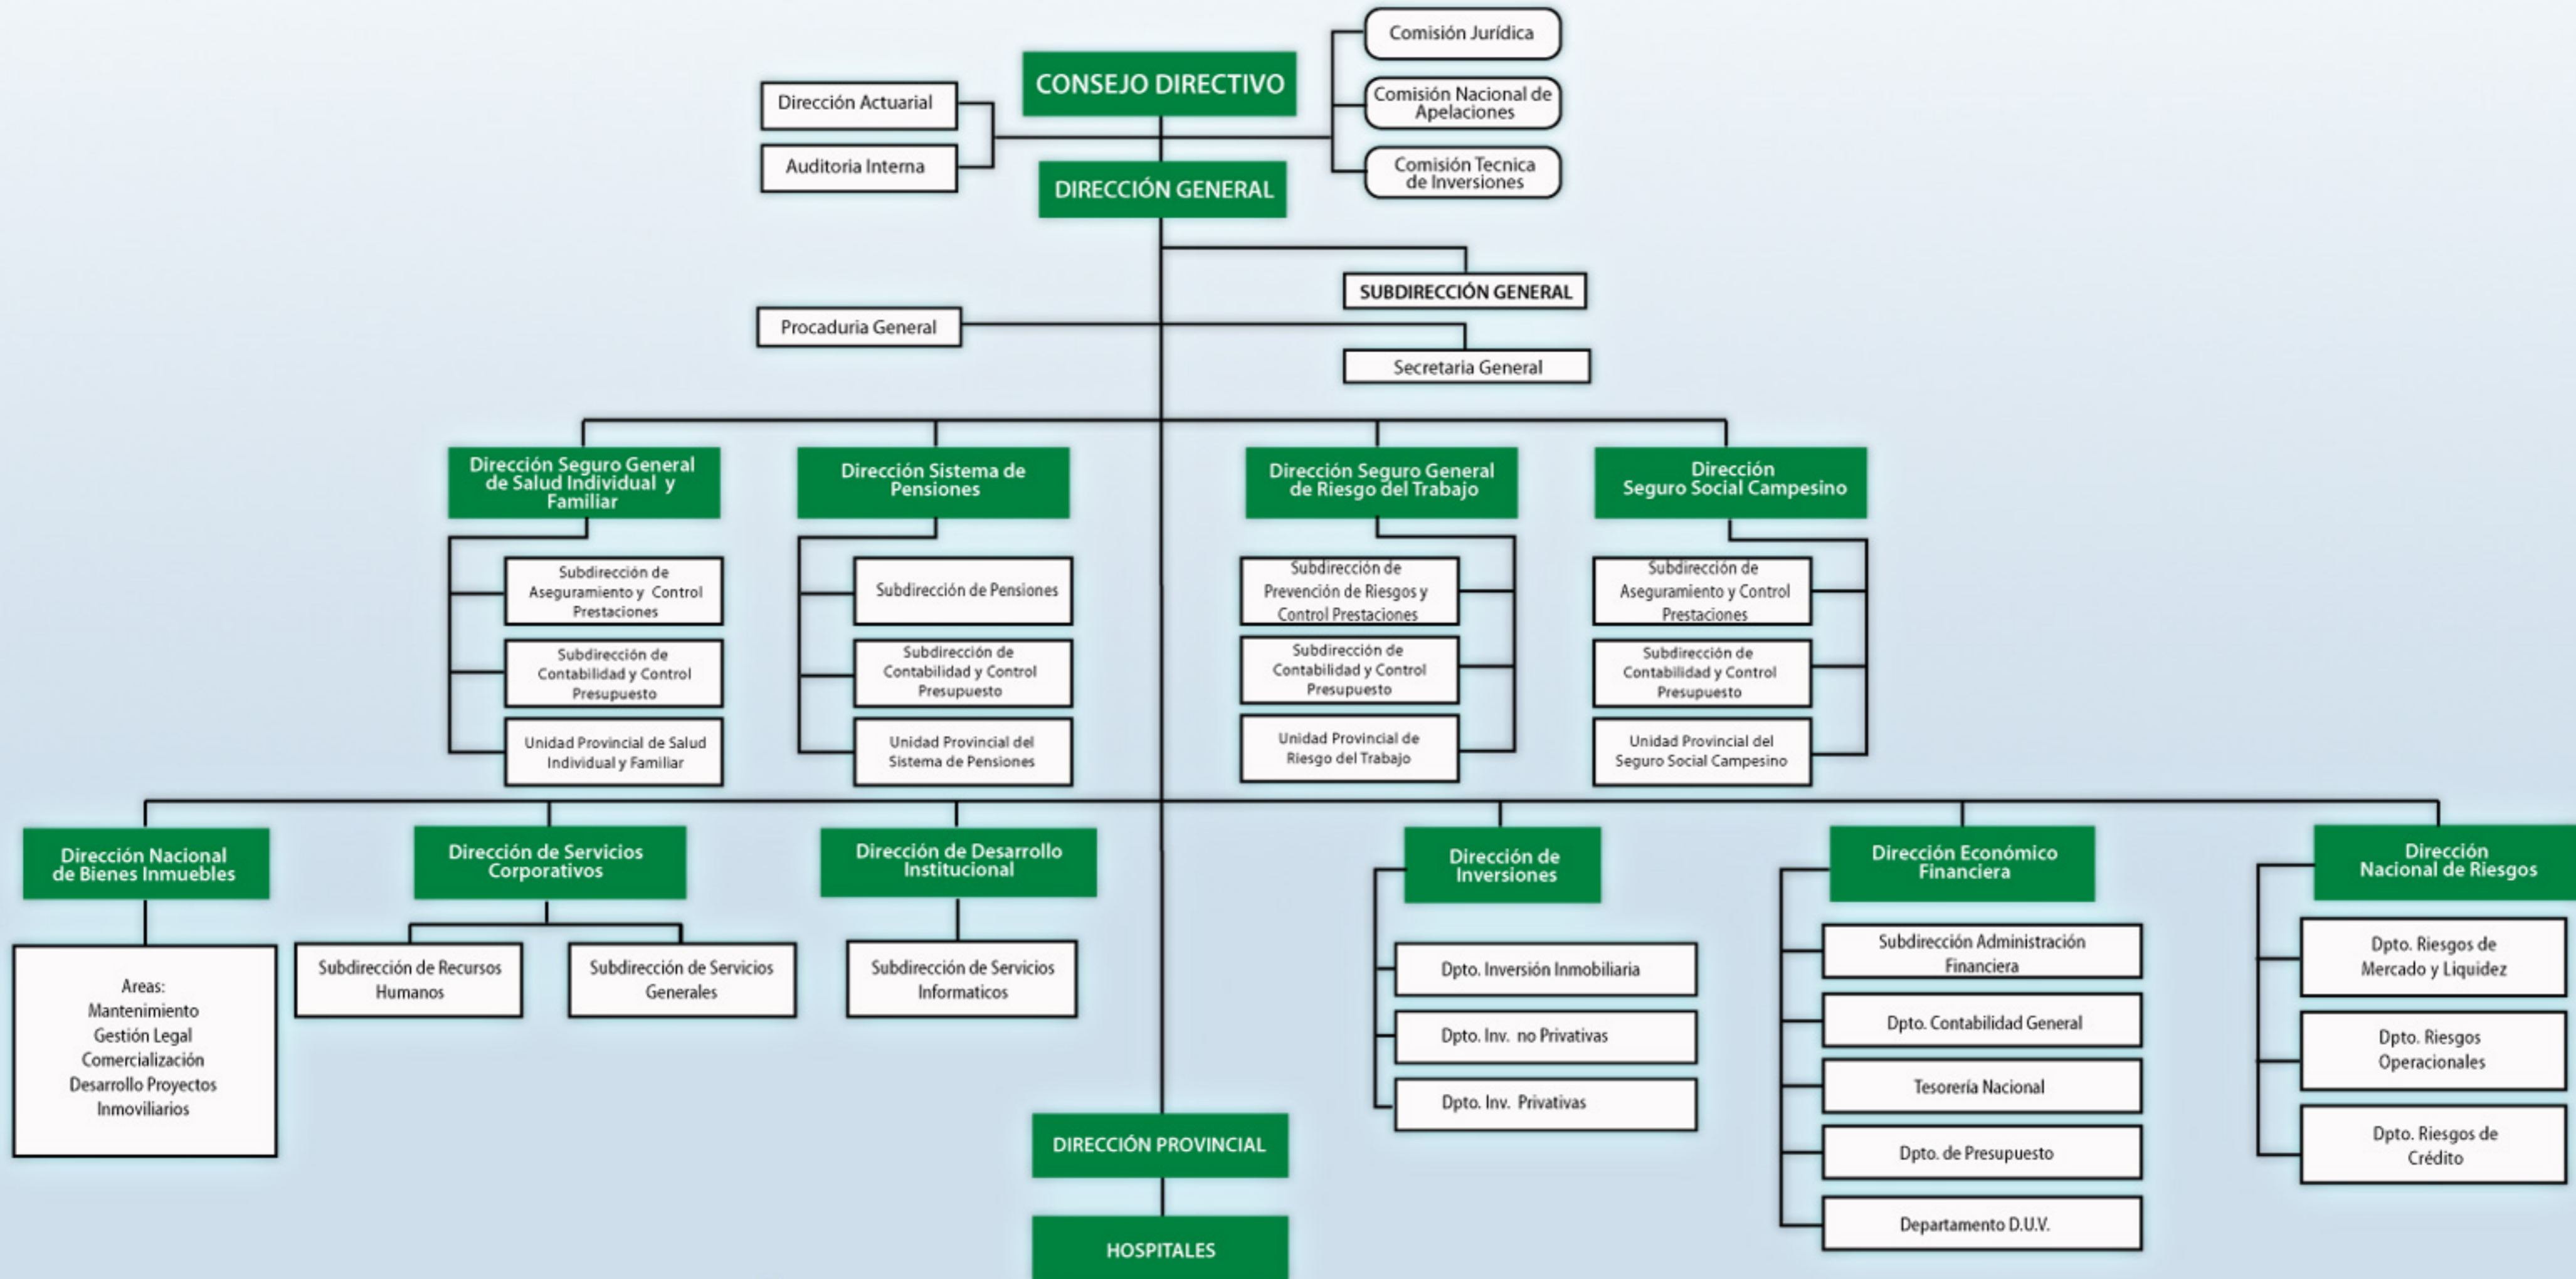 Comisión Jurídica
CONSEJO DIRECTIVO
Dirección Actuarial
Comisión Nacional de
Apelaciones
Auditoria Interna
Comisión Tecnica
de Inversiones
DIRECCIÓN GENERAL
SUBDIRECCIÓN GENERAL
Procaduria General
Secretaria General
Dirección Seguro General
de Salud Individual y
Familiar
Dirección Sistema de
Pensiones
Dirección Seguro General
de Riesgo del Trabajo
Dirección
Seguro Social Campesino
Subdirección de
Aseguramiento y Control
Prestaciones
Subdirección de Pensiones
Subdirección de
Prevención de Riesgos y
Control Prestaciones
Subdirección de
Aseguramiento y Control
Prestaciones
Subdirección de
Contabilidad y Control
Presupuesto
Subdirección de
Contabilidad y Control
Presupuesto
Subdirección de
Contabilidad y Control
Presupuesto
Subdirección de
Contabilidad y Control
Presupuesto
Unidad Provincial de Salud
Individual y Familiar
Unidad Provincial del
Sistema de Pensiones
Unidad Provincial de
Riesgo del Trabajo
Unidad Provincial del
Seguro Social Campesino
Dirección Nacional
de Bienes Inmuebles
Dirección de Servicios
Corporativos
Dirección de Desarrollo
Institucional
Dirección de
Inversiones
Dirección Económico
Financiera
Dirección
Nacional de Riesgos
Areas:
Mantenimiento
Gestión Legal
Comercialización
Desarrollo Proyectos
Inmoviliarios
Subdirección de Recursos
Humanos
Subdirección de Servicios
Generales
Subdirección de Servicios
Informaticos
Dpto. Inversión Inmobiliaria
Dpto. Inv. no Privativas
Dpto. Inv. Privativas
Subdirección Administración
Financiera
Dpto. Contabilidad General
Tesorería Nacional
Dpto. de Presupuesto
Departamento D.U.V.
Dpto. Riesgos de
Mercado y Liquidez
Dpto. Riesgos
Operacionales
Dpto. Riesgos de
Crédito
DIRECCIÓN PROVINCIAL
HOSPITALES